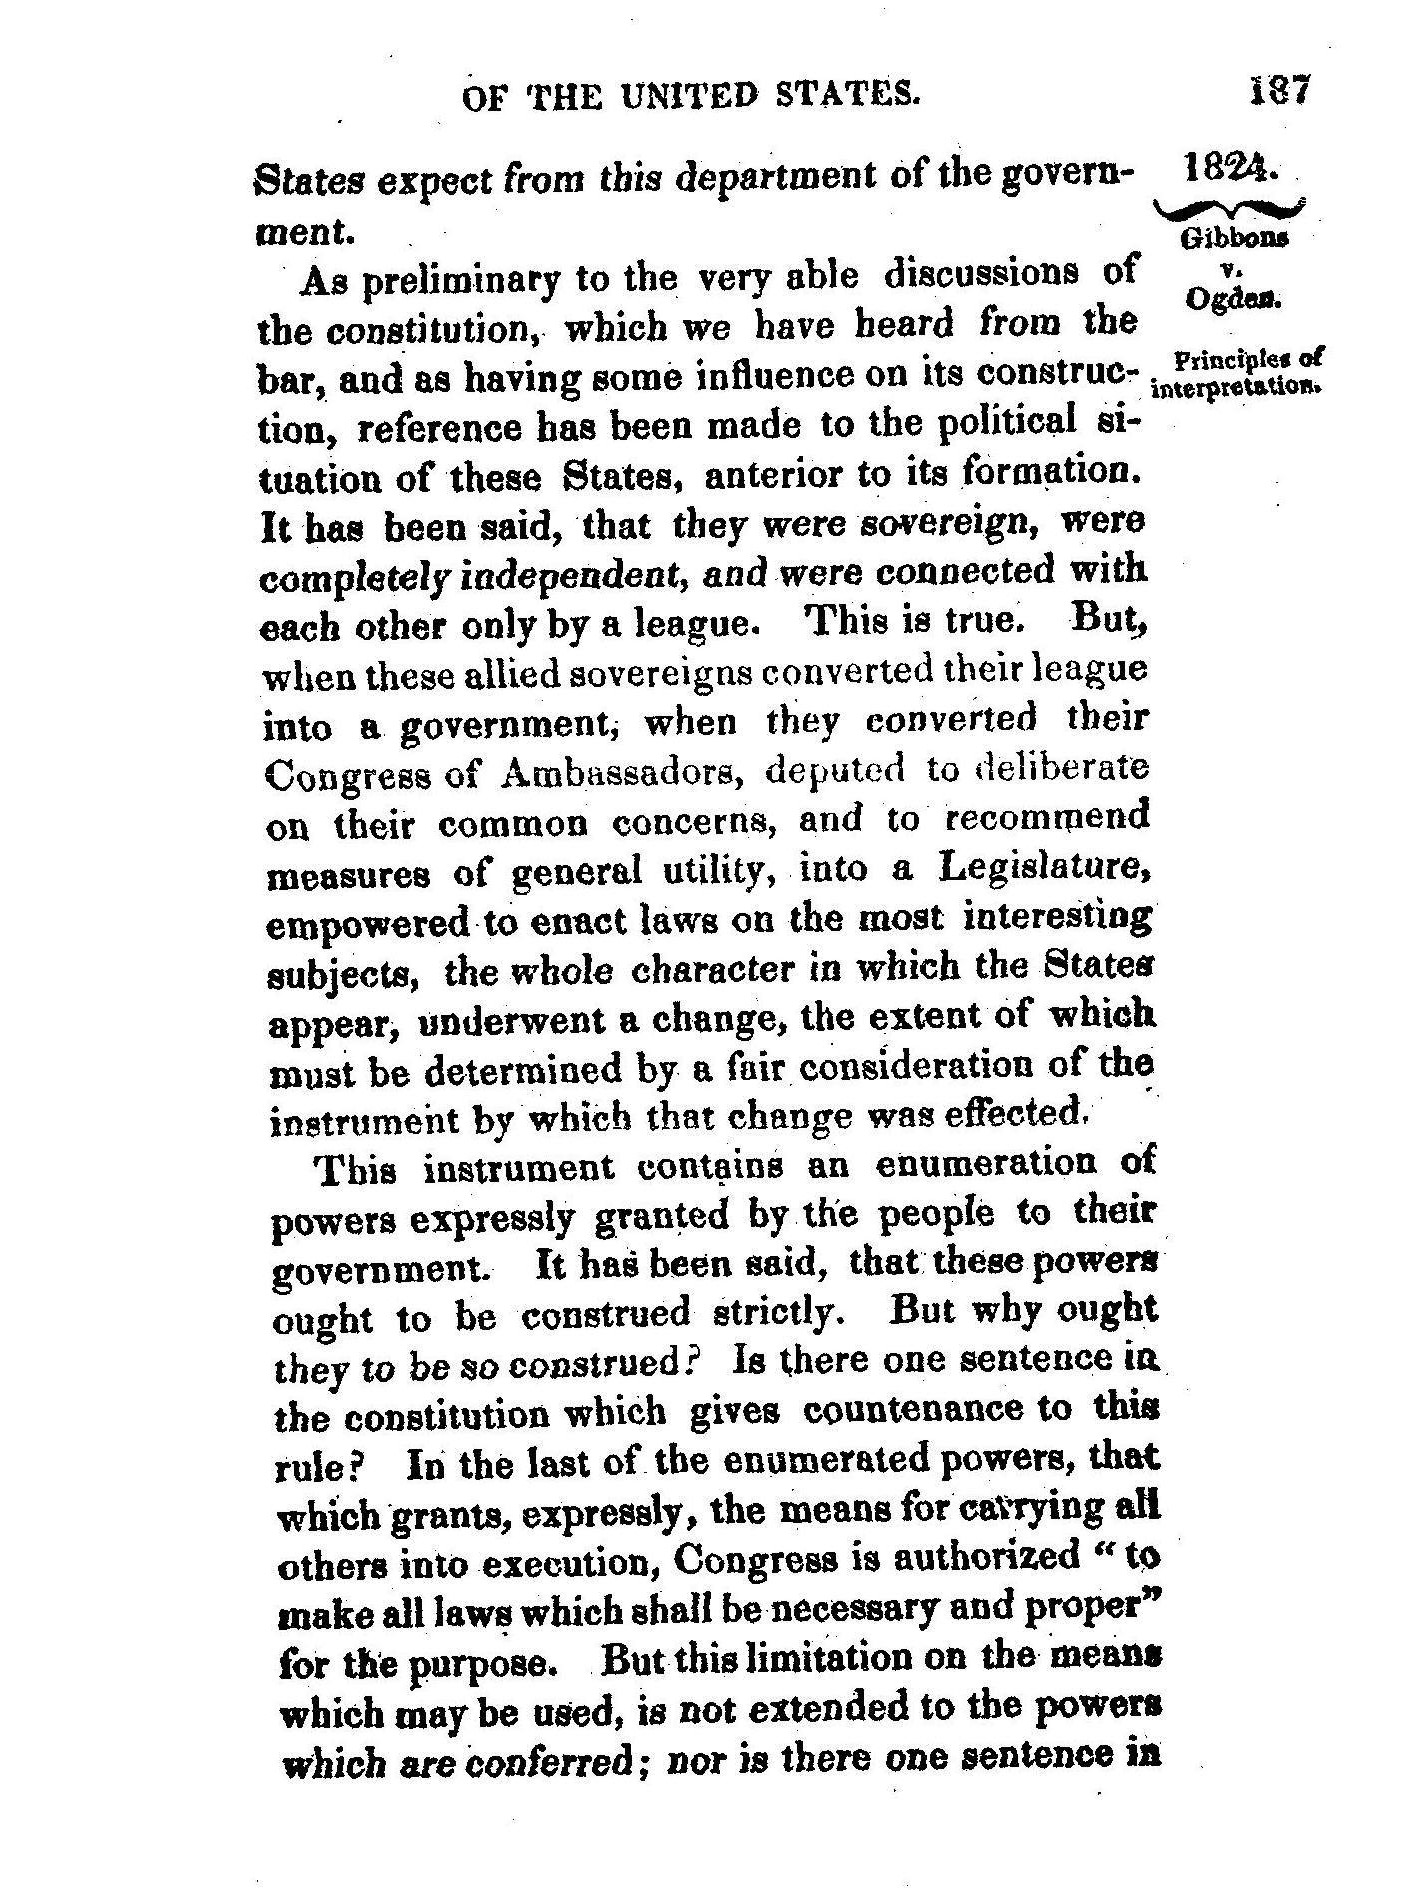 OF THE UNITED STATES. 187
States expect from this department of the govern-
ment.
As preliminary to the very able discussions of
the constitution, which we have heard from the
bar, and as having some influence on its construc-
tion, reference has been made to the political si-
tuation of these States, anterior to its formation.
It has been said, that they were sovereign, were
completely independent, and were connected with
each other only by a league. This is true. But,
when these allied sovereigns converted their league
into a government, when they converted their
Congress of Ambassadors, deputed to deliberate
on their common concerns, and to recommend
measures of general utility, into a Legislature,
empowered to enact laws on the most interesting
subjects, the whole character in which the States
appear, underwent a change, the extent of which
must be determined by a fair consideration of the
instrument by which that change was effected.
This instrument contains an enumeration of
powers expressly granted by the people to their
government. It has been said, that these powers
ought to be construed strictly. But why ought
they to be so construed? Is there one sentence in
the constitution which gives countenance to this
rule? In the last of the enumerated powers, that
which grants, expressly, the means for carrying all
others into execution, Congress is authorized "to
make all laws which shall be necessary and proper"
for the purpose. But this limitation on the means
which may be used, is not extended to the powers
which are conferred; nor is there one sentence in
1824.
Gibbons
v.
Ogden.
Principles of
interpretation.